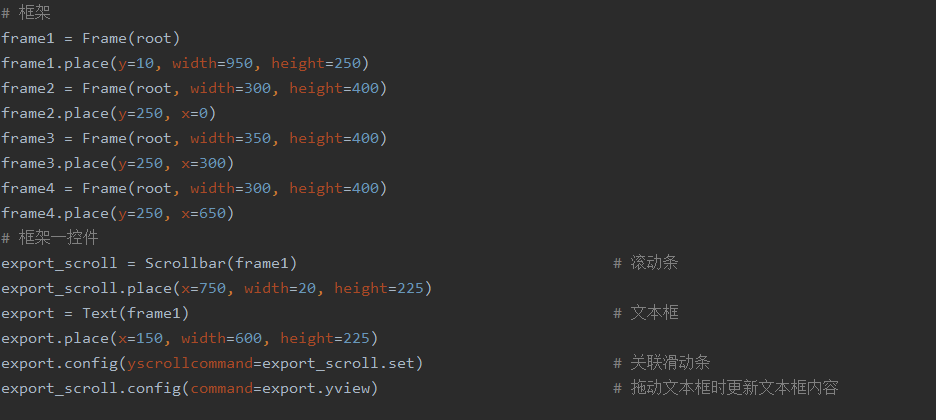 # 框架
frame1 = Frame(root)
frame1.place(y=10, width=950, height=250)
frame2 = Frame(root, width=300, height=400)
frame2.place(y=250, x=0)
frame3 = Frame(root, width=350, height=400)
frame3.place(y=250, x=300)
frame4 = Frame(root, width=300, height=400)
frame4.place(y=250, x=650)
# 框架一控件
export_scroll = Scrollbar(frame1) # 滚动条
export_scroll.place(x=750, width=20, height=225)
export = Text(frame1) # 文本框
export.place(x=150, width=600, height=225)
export.config(yscrollcommand=export_scroll.set) # 关联滑动条
export_scroll.config(command=export.yview) # 拖动文本框时更新文本框内容